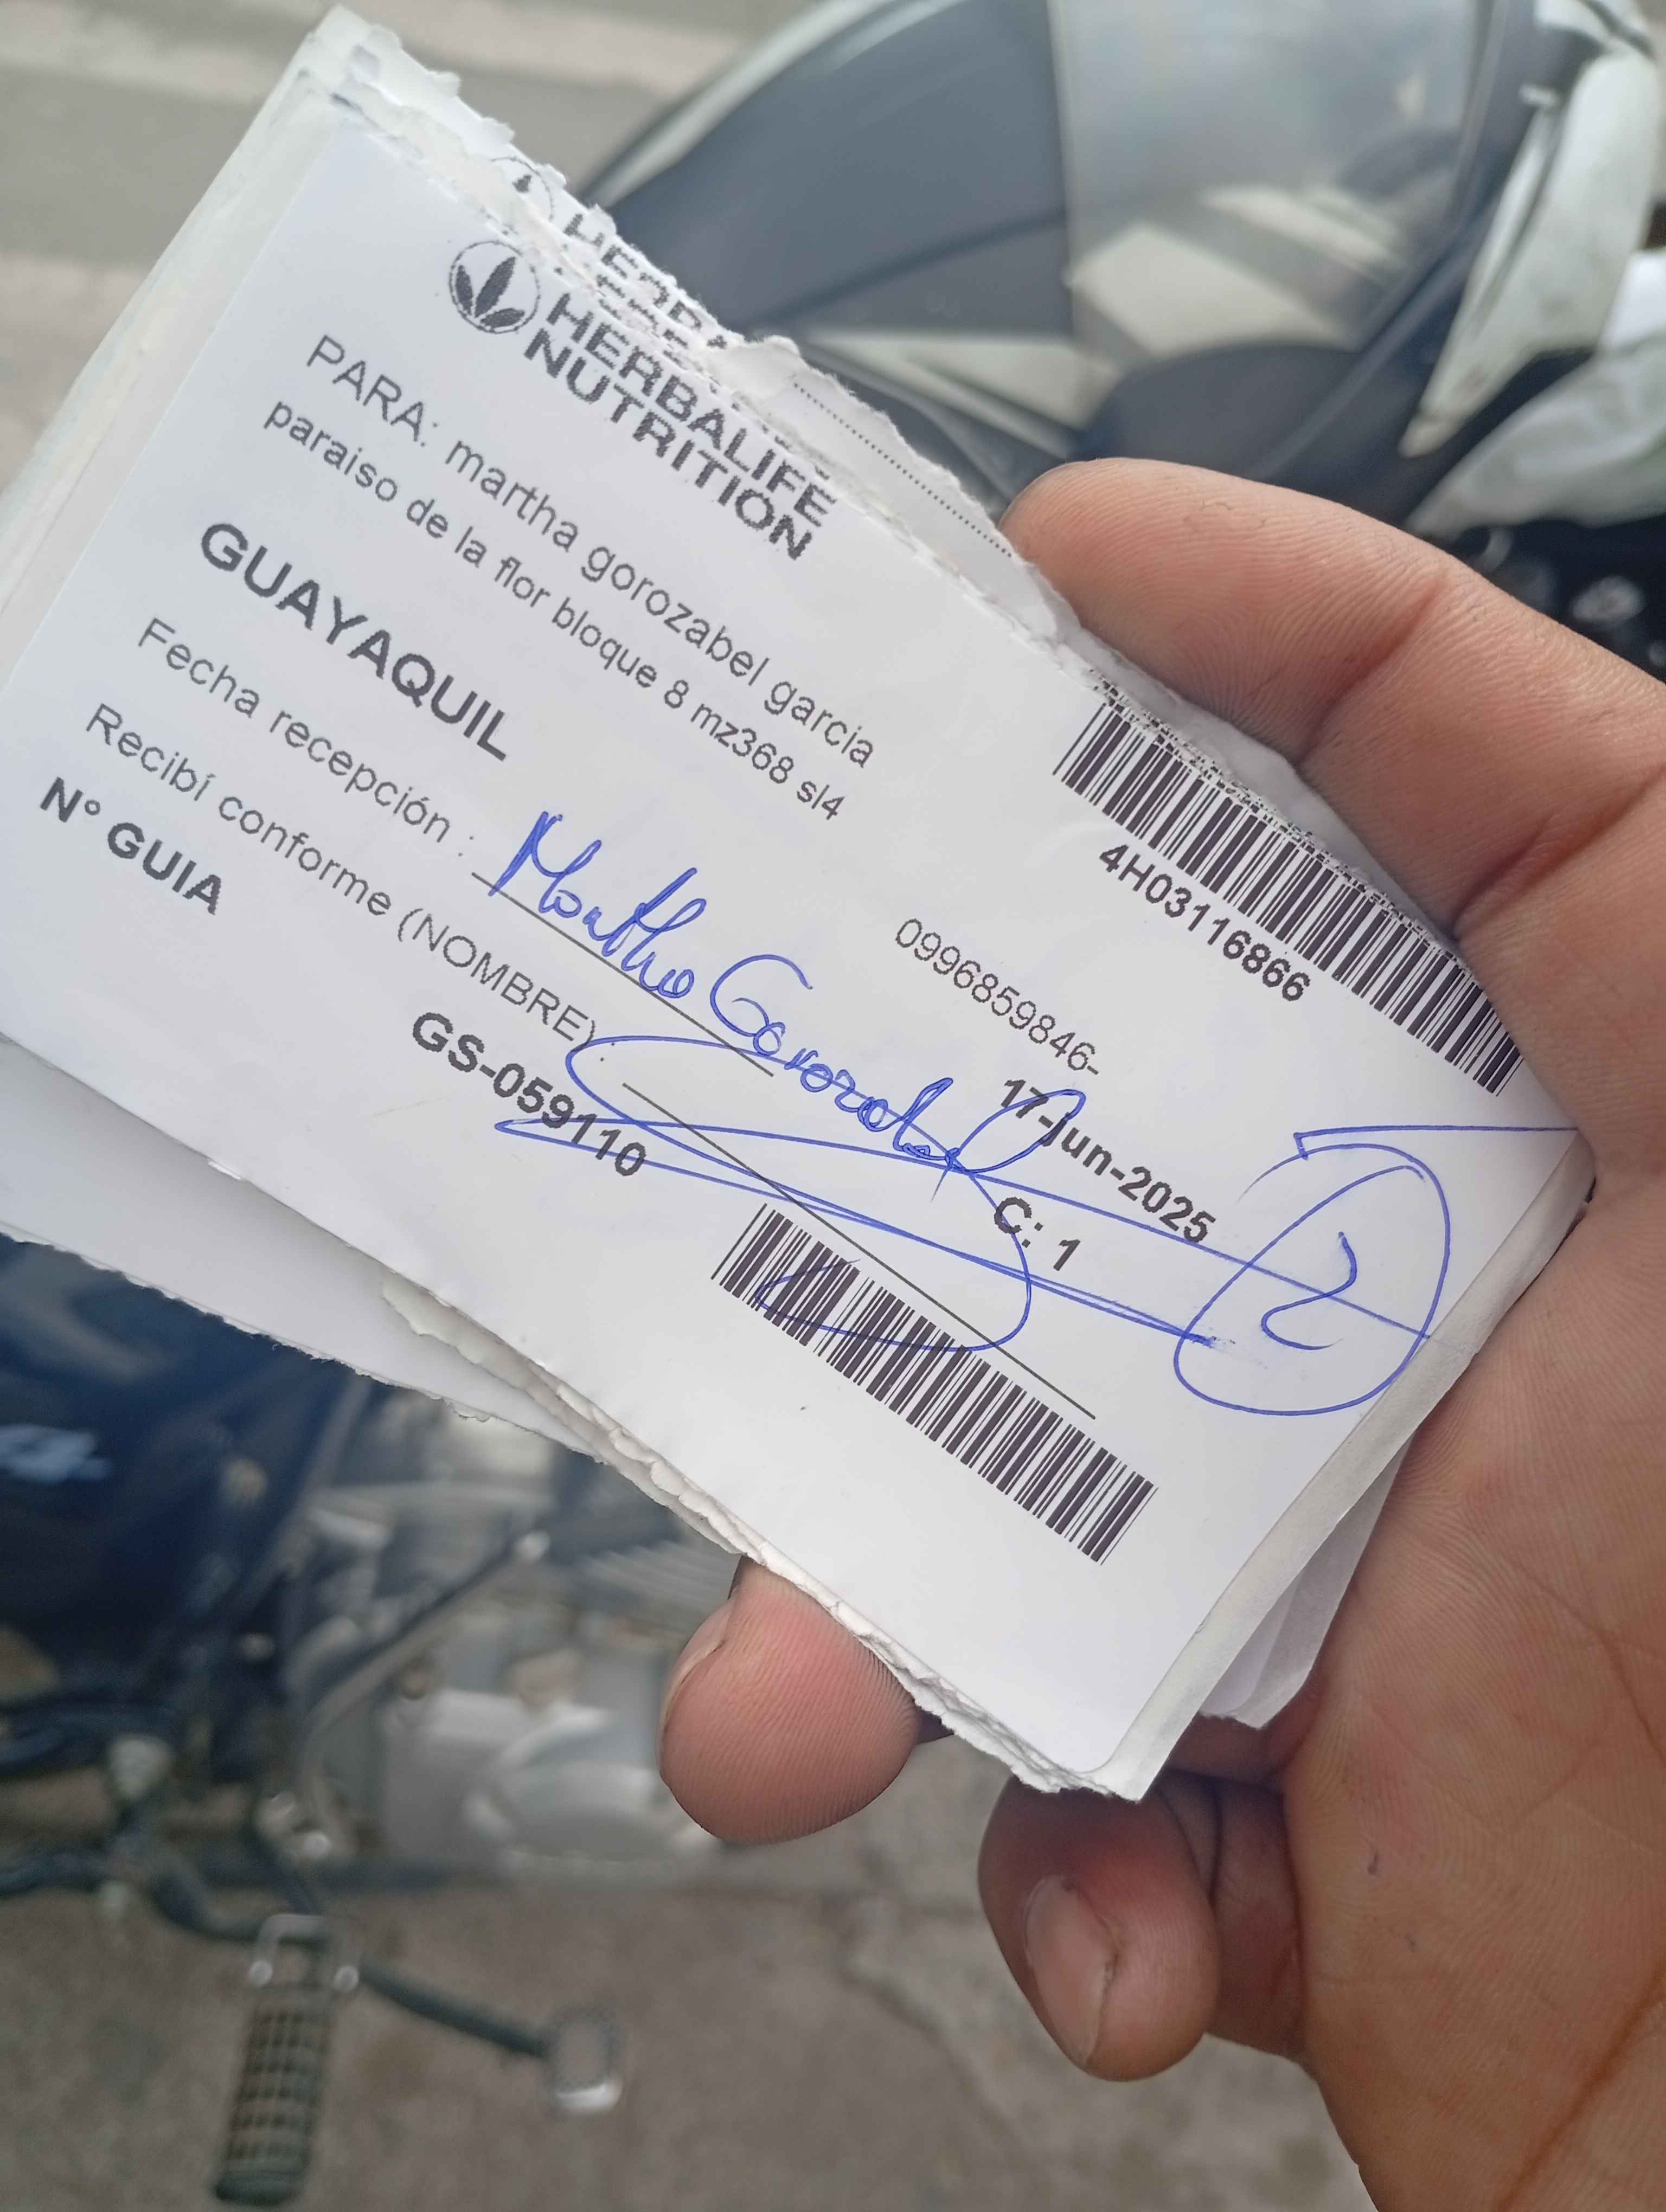 HERBALIFE
NUTRITION
4H03116866
PARA: martha gorozabel garcia
paraiso de la flor bloque 8 mz368 sl4
0996859846-
GUAYAQUIL
17-jun-2025
Fecha recepción : Martha Gorozabel
C: 1
2
Recibí conforme (NOMBRE):
N° GUIA
GS-059110